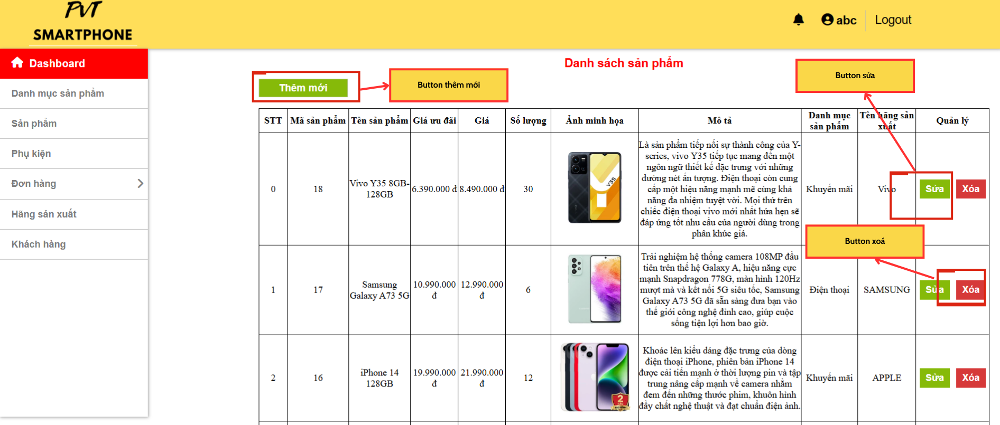 PVT
SMARTPHONE
abc
Logout
Dashboard
Danh mục sản phẩm
Sản phẩm
Phụ kiện
Đơn hàng
Hãng sản xuất
Khách hàng
Danh sách sản phẩm
Thêm mới
Button thêm mới
Button sửa
STT
Mã sản phẩm
Tên sản phẩm
Giá ưu đãi
Giá
Số lượng
Ảnh minh họa
Mô tả
Danh mục
sản phẩm
Tên hãng sản
xuất
Quản lý
0
18
Vivo Y35 8GB-
128GB
6.390.000 đ
8.490.000 đ
30
Y35
vivo
Là sản phẩm tiếp nối sự thành công của Y-
series, vivo Y35 tiếp tục mang đến một
ngôn ngữ thiết kế đặc trưng với những
đường nét ấn tượng. Điện thoại còn cung
cấp một hiệu năng mạnh mẽ cùng khả
năng đa nhiệm tuyệt vời. Mọi thứ trên
chiếc điện thoại vivo mới nhất hứa hẹn sẽ
đáp ứng tốt nhu cầu của người dùng trong
phân khúc giá.
Khuyến mãi
Vivo
Sửa
Xóa
Button xoá
1
17
Samsung
Galaxy A73 5G
10.990.000
đ
12.990.000
đ
6
Trải nghiệm hệ thống camera 108MP đầu
tiên trên thế hệ Galaxy A, hiệu năng cực
mạnh Snapdragon 778G, màn hình 120Hz
mượt mà và kết nối 5G siêu tốc, Samsung
Galaxy A73 5G đã sẵn sàng đưa bạn vào
thế giới công nghệ đỉnh cao, giúp cuộc
sống tiện lợi hơn bao giờ.
Điện thoại
SAMSUNG
Sửa
Xóa
2
16
iPhone 14
128GB
19.990.000
đ
21.990.000
đ
12
2
NĂM
Khoác lên kiểu dáng đặc trưng của dòng
điện thoại iPhone, phiên bản iPhone 14
được cải tiến mạnh ở thời lượng pin và tập
trung nâng cấp mạnh về camera nhằm
đem đến những thước phim, khuôn hình
đầy chất nghệ thuật và đạt chuẩn điện ảnh.
Khuyến mãi
APPLE
Sửa
Xóa